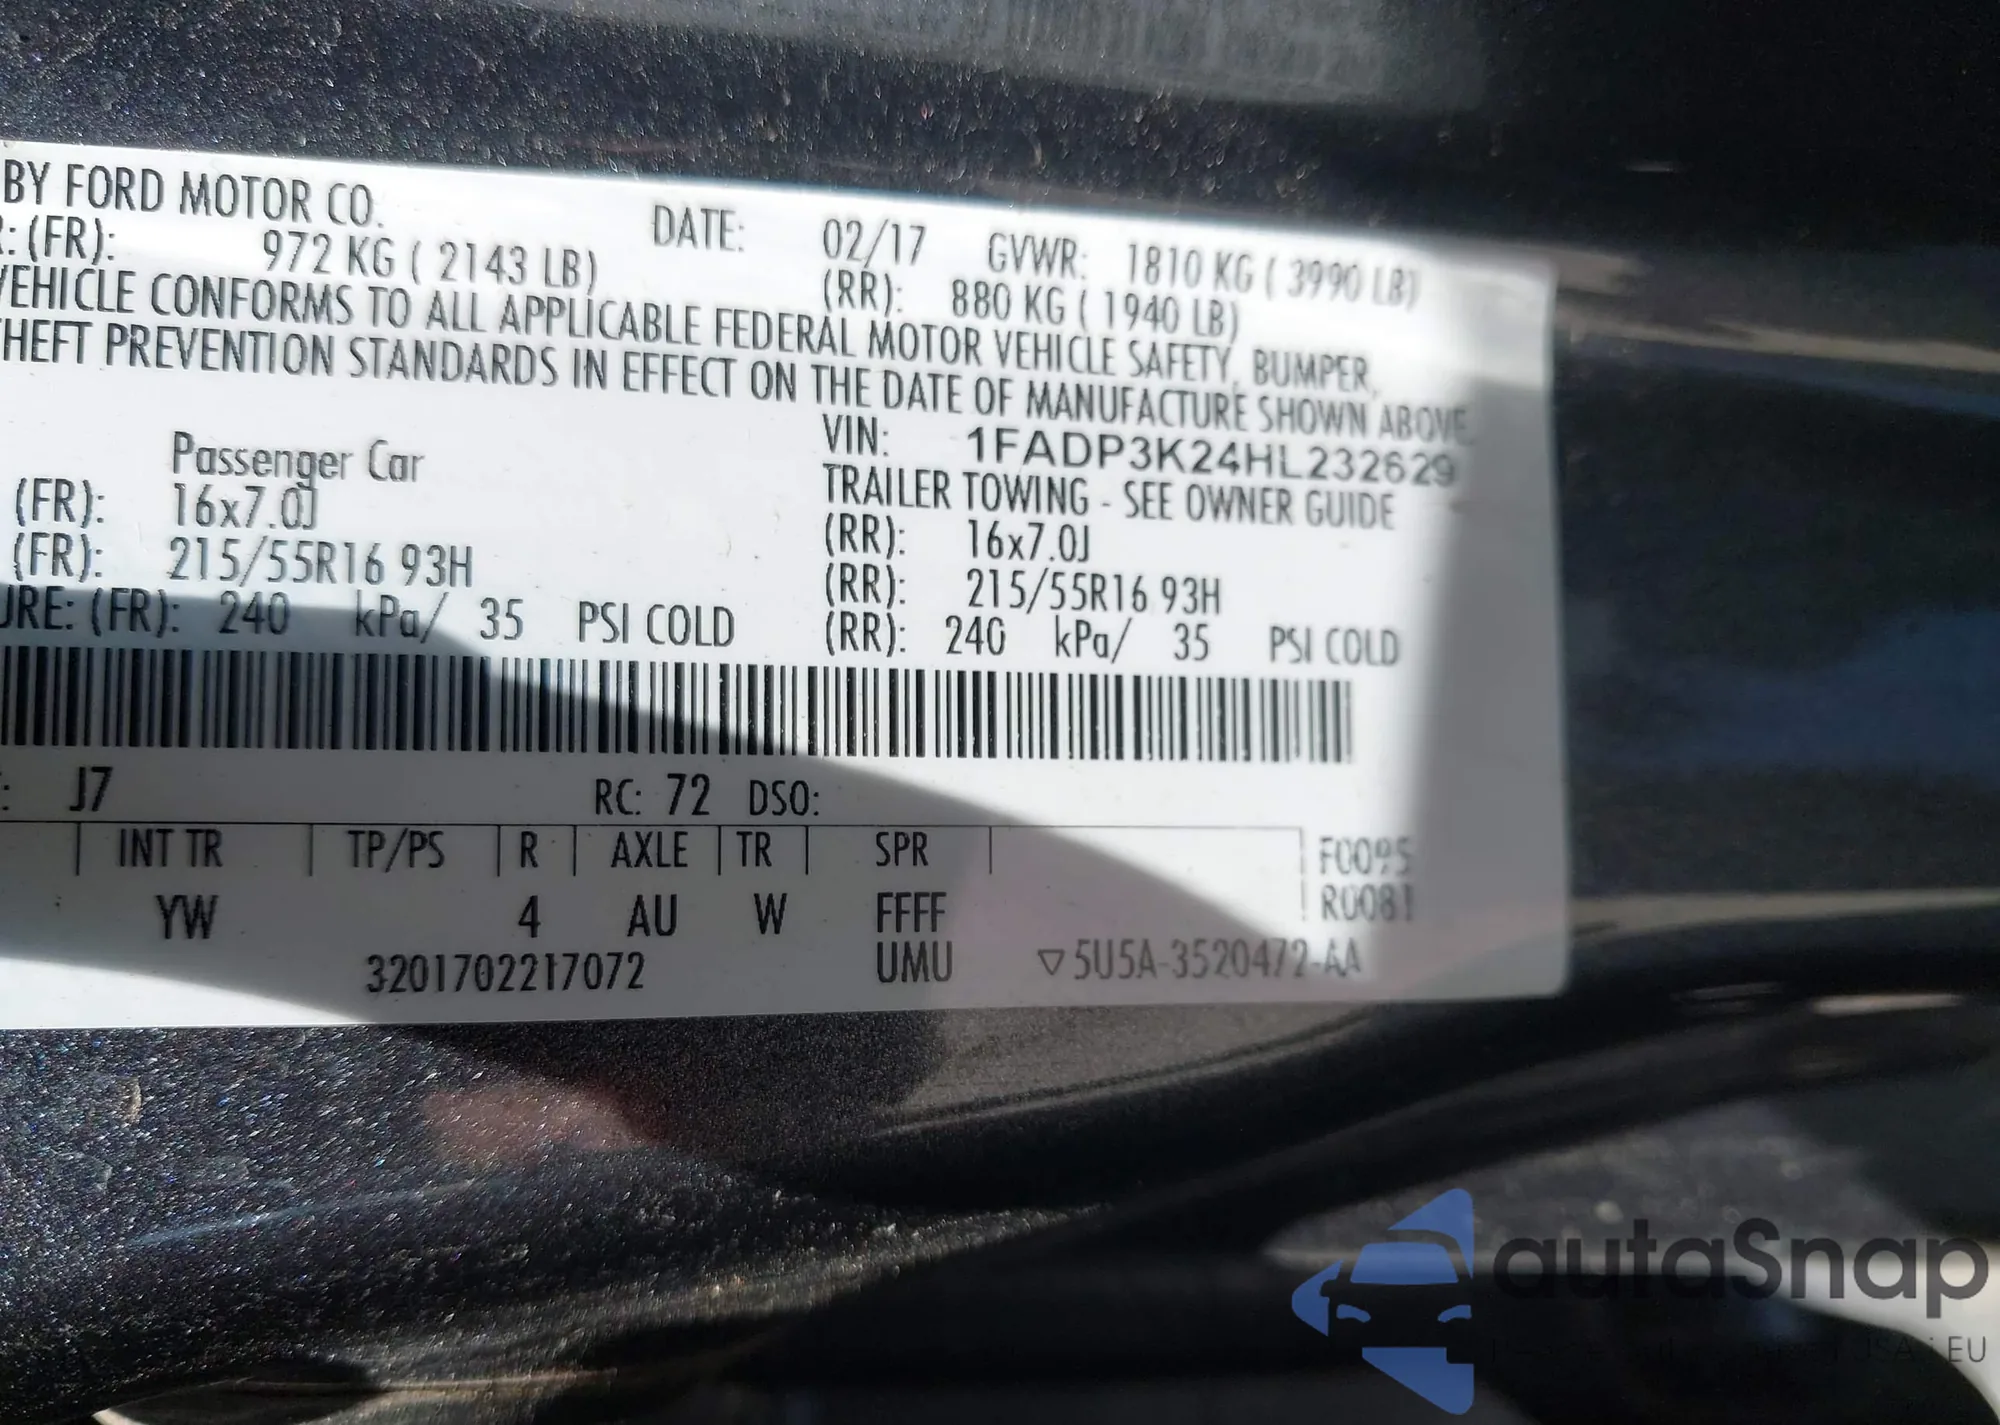 BY FORD MOTOR CO. DATE: 02/17 GVWR: 1810 KG ( 3990 LB)
R: (FR): 972 KG ( 2143 LB) (RR): 880 KG ( 1940 LB)
VEHICLE CONFORMS TO ALL APPLICABLE FEDERAL MOTOR VEHICLE SAFETY, BUMPER,
THEFT PREVENTION STANDARDS IN EFFECT ON THE DATE OF MANUFACTURE SHOWN ABOVE.
VIN: 1FADP3K24HL232629
Passenger Car TRAILER TOWING - SEE OWNER GUIDE
(FR): 16x7.0J (RR): 16x7.0J
(FR): 215/55R16 93H (RR): 215/55R16 93H
URE: (FR): 240 kPa/ 35 PSI COLD (RR): 240 kPa/ 35 PSI COLD
: J7 RC: 72 DSO:
INT TR TP/PS R AXLE TR SPR F0095
YW 4 AU W FFFF R0081
3201702217072 UMU ▽5U5A-3520472-AA
autaSnap
EU